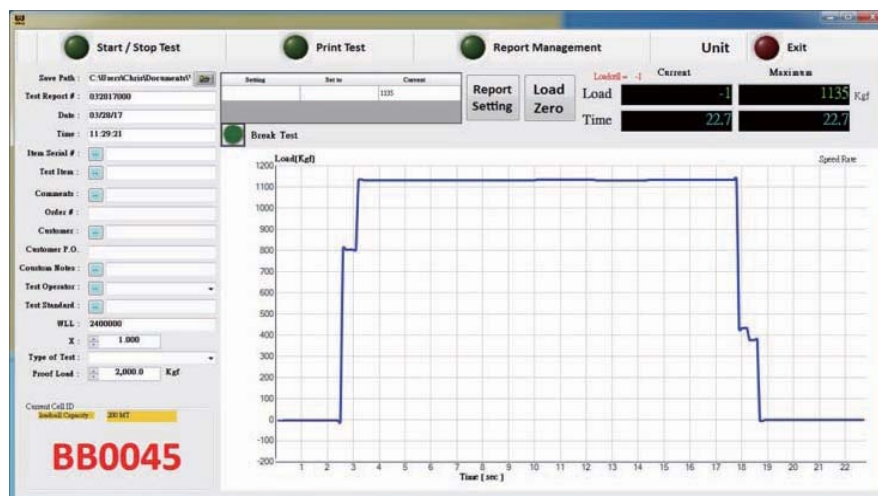 Start / Stop Test
Print Test
Report Management
Unit
Exit
Save Path :
Test Report # : 032817000
Date : 03/28/17
Time : 11:29:21
Item Serial # :
Test Item :
Comments :
Order # :
Customer :
Customer P.O.
Test Operator :
Test Standard :
WLL : 2400000
X : 1.000
Type of Test :
Proof Load : 2,000.0 Kgf
Current Cell ID
loadcell Capacity 200 MT
BB0045
Setting Set to Current
1135
Report Setting
Load Zero
Loadcell = -1
Current Maximum
Load -1 1135 Kgf
Time 22.7 22.7
Break Test
Load[Kgf]
Speed Rate
1200
1100
1000
900
800
700
600
500
400
300
200
100
0
-100
-200
1 2 3 4 5 6 7 8 9 10 11 12 13 14 15 16 17 18 19 20 21 22
Time [ sec ]